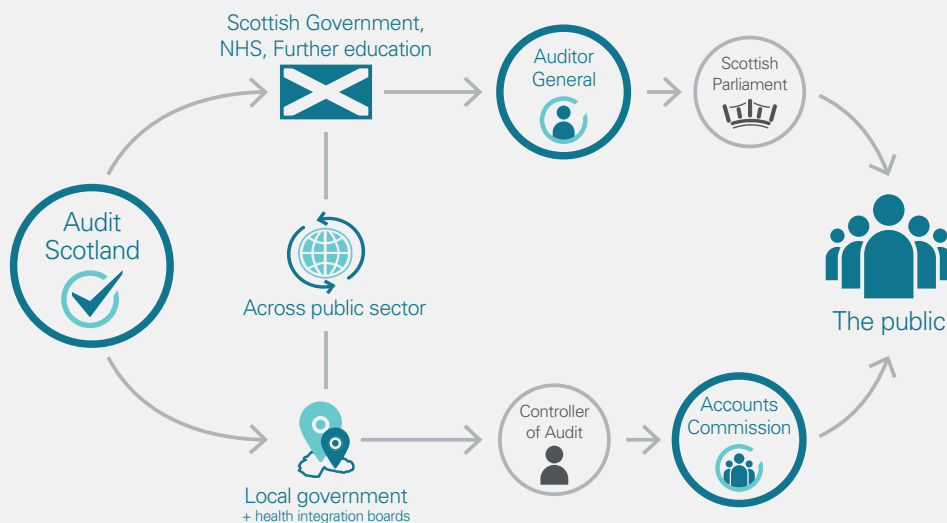 Scottish Government,
NHS, Further education
Auditor
General
Scottish
Parliament
Audit
Scotland
Across public sector
The public
Controller
of Audit
Accounts
Commission
Local government
+ health integration boards